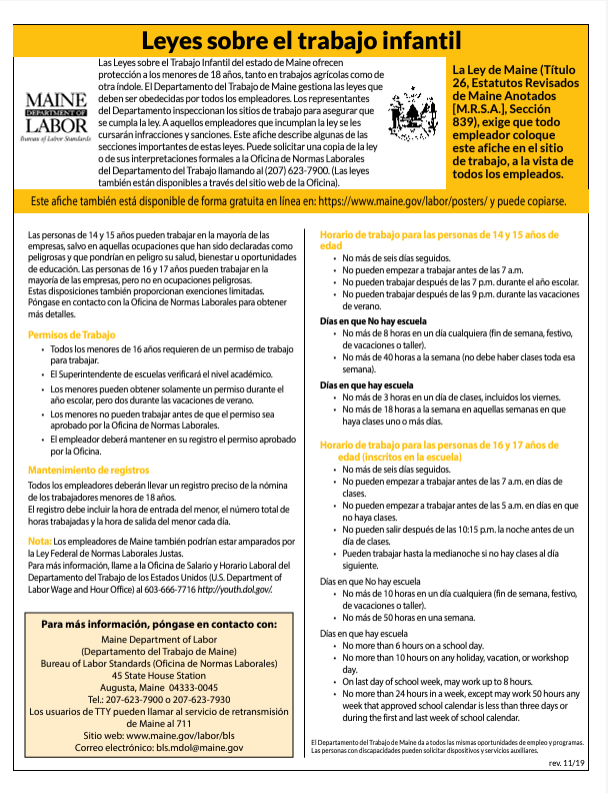 Leyes sobre el trabajo infantil
MAINE
DEPARTMENT OF
LABOR
Bureau of Labor Standards
Las Leyes sobre el Trabajo Infantil del estado de Maine ofrecen
protección a los menores de 18 años, tanto en trabajos agrícolas como de
otra índole. El Departamento del Trabajo de Maine gestiona las leyes que
deben ser obedecidas por todos los empleadores. Los representantes
del Departamento inspeccionan los sitios de trabajo para asegurar que
se cumpla la ley. A aquellos empleadores que incumplan la ley se les
cursarán infracciones y sanciones. Este afiche describe algunas de las
secciones importantes de estas leyes. Puede solicitar una copia de la ley
o de sus interpretaciones formales a la Oficina de Normas Laborales
del Departamento del Trabajo llamando al (207) 623-7900. (Las leyes
también están disponibles a través del sitio web de la Oficina).
La Ley de Maine (Título
26, Estatutos Revisados
de Maine Anotados
[M.R.S.A.], Sección
839), exige que todo
empleador coloque
este afiche en el sitio
de trabajo, a la vista de
todos los empleados.
Este afiche también está disponible de forma gratuita en línea en: https://www.maine.gov/labor/posters/ y puede copiarse.
Las personas de 14 y 15 años pueden trabajar en la mayoría de las
empresas, salvo en aquellas ocupaciones que han sido declaradas como
peligrosas y que pondrían en peligro su salud, bienestar u oportunidades
de educación. Las personas de 16 y 17 años pueden trabajar en la
mayoría de las empresas, pero no en ocupaciones peligrosas.
Estas disposiciones también proporcionan exenciones limitadas.
Póngase en contacto con la Oficina de Normas Laborales para obtener
más detalles.
Permisos de Trabajo
• Todos los menores de 16 años requieren de un permiso de trabajo
para trabajar.
• El Superintendente de escuelas verificará el nivel académico.
• Los menores pueden obtener solamente un permiso durante el
año escolar, pero dos durante las vacaciones de verano.
• Los menores no pueden trabajar antes de que el permiso sea
aprobado por la Oficina de Normas Laborales.
• El empleador deberá mantener en su registro el permiso aprobado
por la Oficina.
Mantenimiento de registros
Todos los empleadores deberán llevar un registro preciso de la nómina
de los trabajadores menores de 18 años.
El registro debe incluir la hora de entrada del menor, el número total de
horas trabajadas y la hora de salida del menor cada día.
Nota: Los empleadores de Maine también podrían estar amparados por
la Ley Federal de Normas Laborales Justas.
Para más información, llame a la Oficina de Salario y Horario Laboral del
Departamento del Trabajo de los Estados Unidos (U.S. Department of
Labor Wage and Hour Office) al 603-666-7716 http://youth.dol.gov/.
Para más información, póngase en contacto con:
Maine Department of Labor
(Departamento del Trabajo de Maine)
Bureau of Labor Standards (Oficina de Normas Laborales)
45 State House Station
Augusta, Maine 04333-0045
Tel.: 207-623-7900 o 207-623-7930
Los usuarios de TTY pueden llamar al servicio de retransmisión
de Maine al 711
Sitio web: www.maine.gov/labor/bls
Correo electrónico: bls.mdol@maine.gov
Horario de trabajo para las personas de 14 y 15 años de
edad
• No más de seis días seguidos.
• No pueden empezar a trabajar antes de las 7 a.m.
• No pueden trabajar después de las 7 p.m. durante el año escolar.
• No pueden trabajar después de las 9 p.m. durante las vacaciones
de verano.
Días en que No hay escuela
• No más de 8 horas en un día cualquiera (fin de semana, festivo,
de vacaciones o taller).
• No más de 40 horas a la semana (no debe haber clases toda esa
semana).
Días en que hay escuela
• No más de 3 horas en un día de clases, incluidos los viernes.
• No más de 18 horas a la semana en aquellas semanas en que
haya clases uno o más días.
Horario de trabajo para las personas de 16 y 17 años de
edad (inscritos en la escuela)
• No más de seis días seguidos.
• No pueden empezar a trabajar antes de las 7 a.m. en días de
clases.
• No pueden empezar a trabajar antes de las 5 a.m. en días en que
no haya clases.
• No pueden salir después de las 10:15 p.m. la noche antes de un
día de clases.
• Pueden trabajar hasta la medianoche si no hay clases al día
siguiente.
Días en que No hay escuela
• No más de 10 horas en un día cualquiera (fin de semana, festivo,
de vacaciones o taller).
• No más de 50 horas en una semana.
Días en que hay escuela
• No more than 6 hours on a school day.
• No more than 10 hours on any holiday, vacation, or workshop
day.
• On last day of school week, may work up to 8 hours.
• No more than 24 hours in a week, except may work 50 hours any
week that approved school calendar is less than three days or
during the first and last week of school calendar.
El Departamento del Trabajo de Maine da a todos las mismas oportunidades de empleo y programas.
Las personas con discapacidades pueden solicitar dispositivos y servicios auxiliares.
rev. 11/19